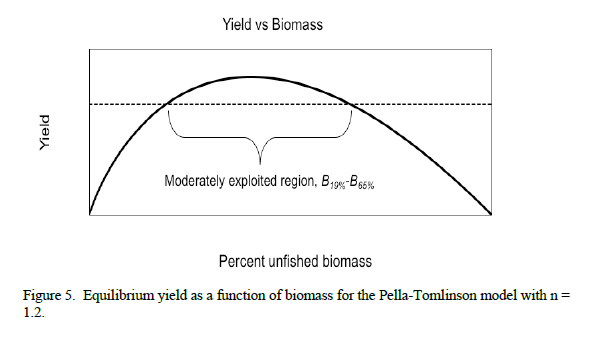 Yield vs Biomass
Yield
Moderately exploited region, B19%-B65%
Percent unfished biomass
Figure 5.  Equilibrium yield as a function of biomass for the Pella-Tomlinson model with n =
1.2.